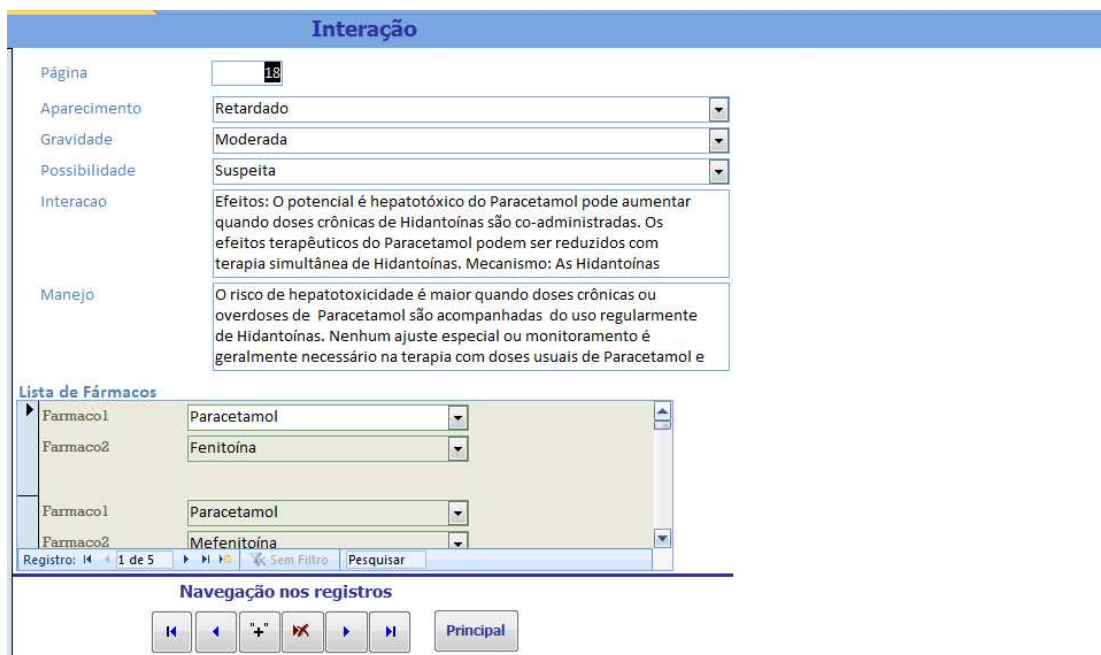 Interação
Página 18
Aparecimento Retardado
Gravidade Moderada
Possibilidade Suspeita
Interacao Efeitos: O potencial é hepatotóxico do Paracetamol pode aumentar
quando doses crônicas de Hidantoínas são co-administradas. Os
efeitos terapêuticos do Paracetamol podem ser reduzidos com
terapia simultânea de Hidantoínas. Mecanismo: As Hidantoínas
Manejo O risco de hepatotoxicidade é maior quando doses crônicas ou
overdoses de Paracetamol são acompanhadas do uso regularmente
de Hidantoínas. Nenhum ajuste especial ou monitoramento é
geralmente necessário na terapia com doses usuais de Paracetamol e
Lista de Fármacos
Farmaco1 Paracetamol
Farmaco2 Fenitoína
Farmaco1 Paracetamol
Farmaco2 Mefenitoína
Registro: 1 de 5 Sem Filtro Pesquisar
Navegação nos registros
"+" Principal